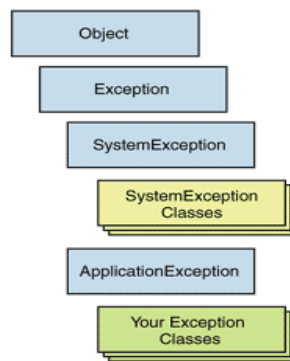 Object
Exception
SystemException
SystemException
Classes
ApplicationException
Your Exception
Classes